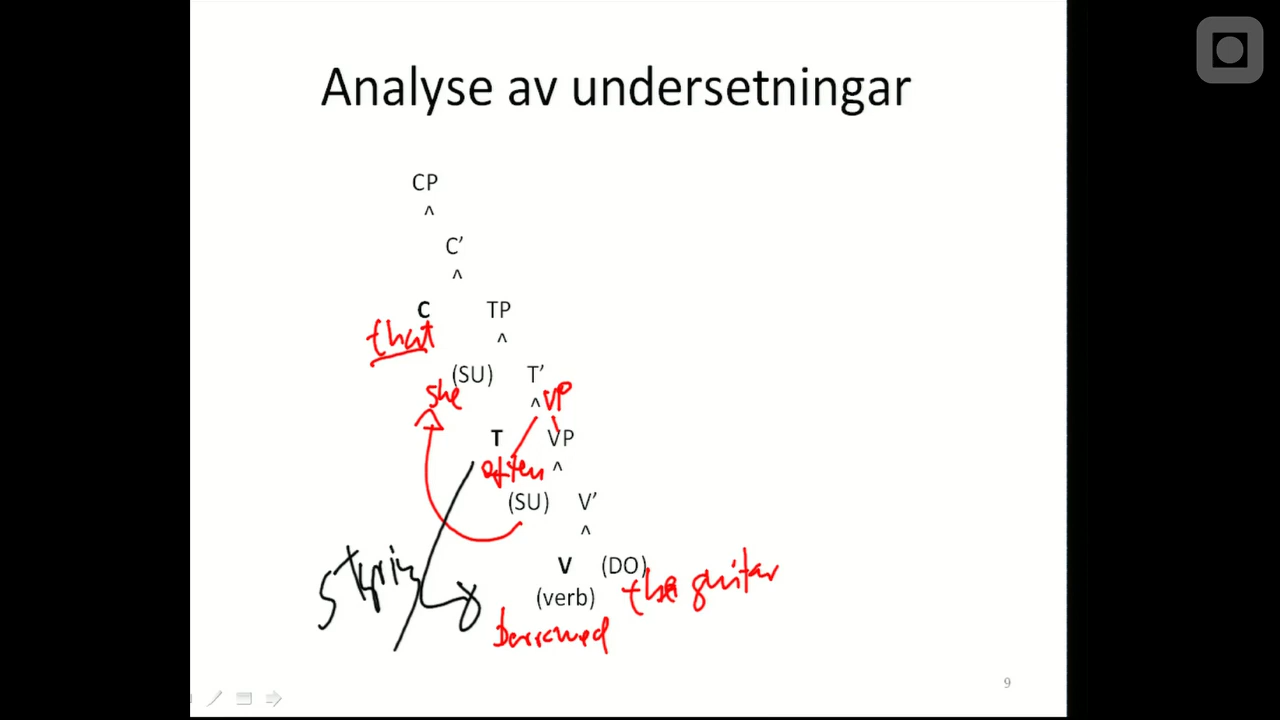 Analyse av undersetningar
CP
^
C’
^
C TP
that
^
(SU) T’
she
^ VP
T VP
often ^
(SU) V’
^
V (DO)
the guitar
(verb)
borrowed
9